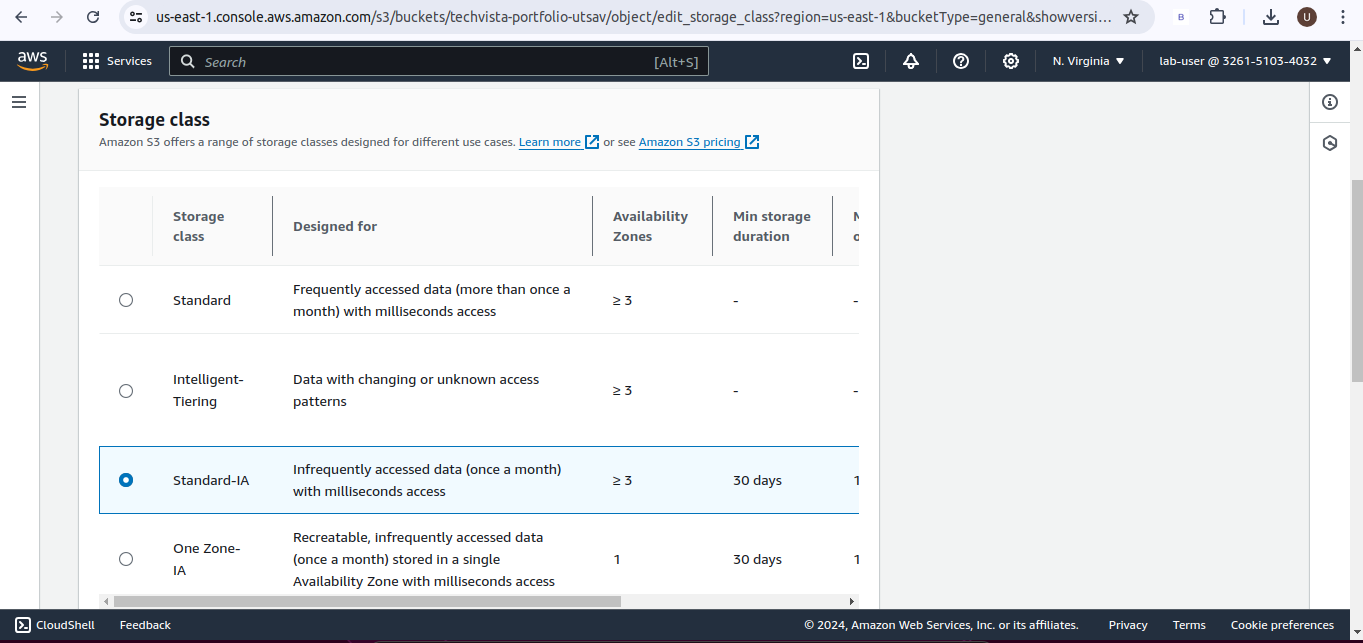 us-east-1.console.aws.amazon.com/s3/buckets/techvista-portfolio-utsav/object/edit_storage_class?region=us-east-1&bucketType=general&showversi...
B
U
aws
Services
Search
[Alt+S]
N. Virginia
lab-user @ 3261-5103-4032
Storage class
Amazon S3 offers a range of storage classes designed for different use cases. Learn more or see Amazon S3 pricing
Storage class
Designed for
Availability Zones
Min storage duration
Standard
Frequently accessed data (more than once a
month) with milliseconds access
≥ 3
-
-
Intelligent-
Tiering
Data with changing or unknown access
patterns
≥ 3
-
-
Standard-IA
Infrequently accessed data (once a month)
with milliseconds access
≥ 3
30 days
1
One Zone-
IA
Recreatable, infrequently accessed data
(once a month) stored in a single
Availability Zone with milliseconds access
1
30 days
1
CloudShell
Feedback
© 2024, Amazon Web Services, Inc. or its affiliates.
Privacy
Terms
Cookie preferences